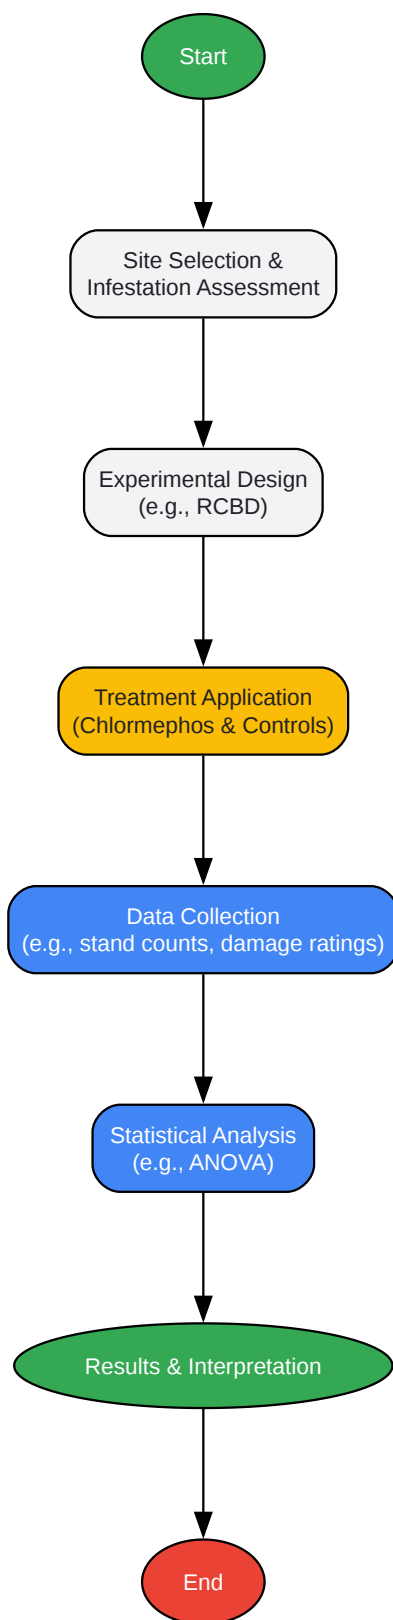 Start
Site Selection &
Infestation Assessment
Experimental Design
(e.g., RCBD)
Treatment Application
(Chlormephos & Controls)
Data Collection
(e.g., stand counts, damage ratings)
Statistical Analysis
(e.g., ANOVA)
Results & Interpretation
End